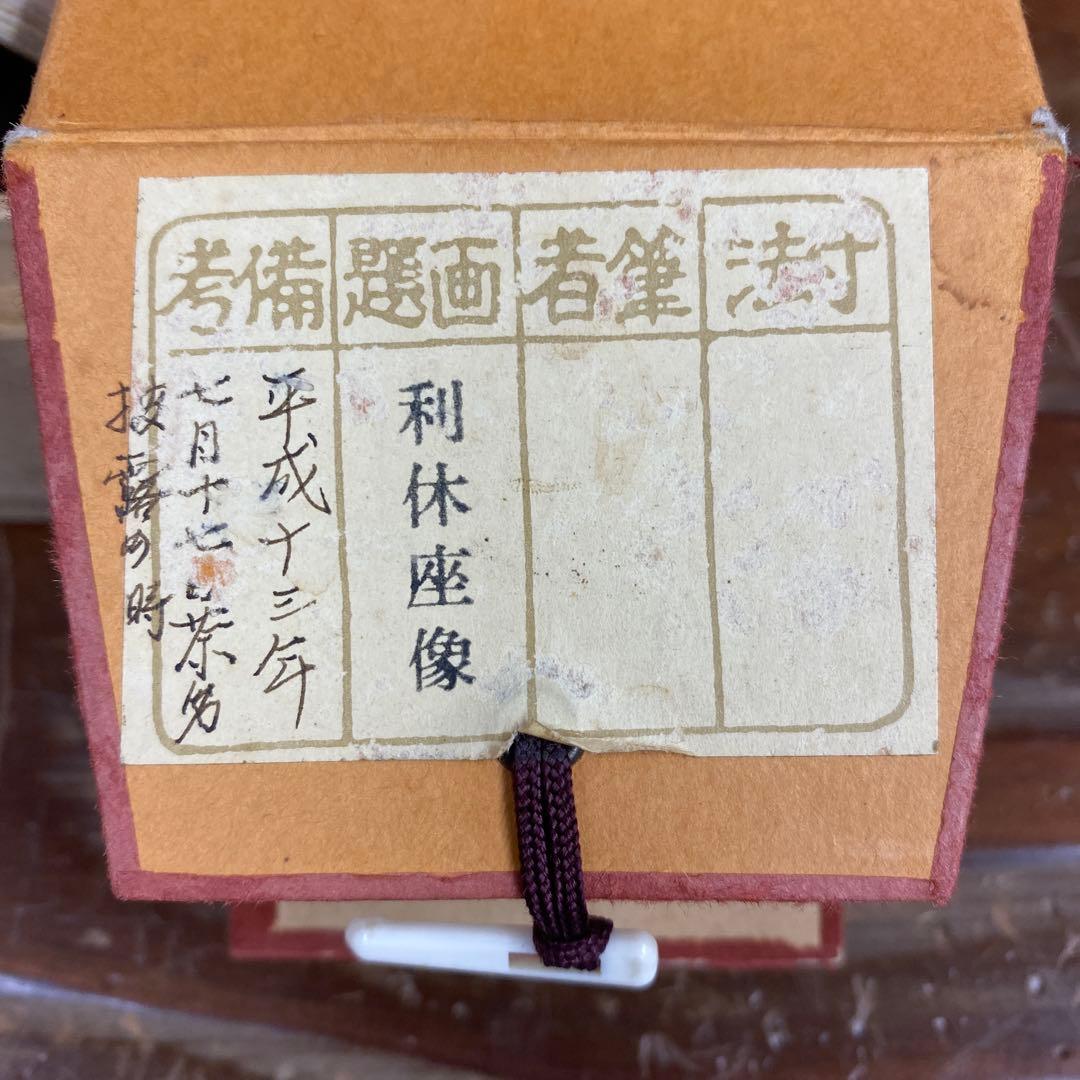 寸法
筆者
画題
利休座像
備考
平成十三年
七月十七日茶名
披露の時